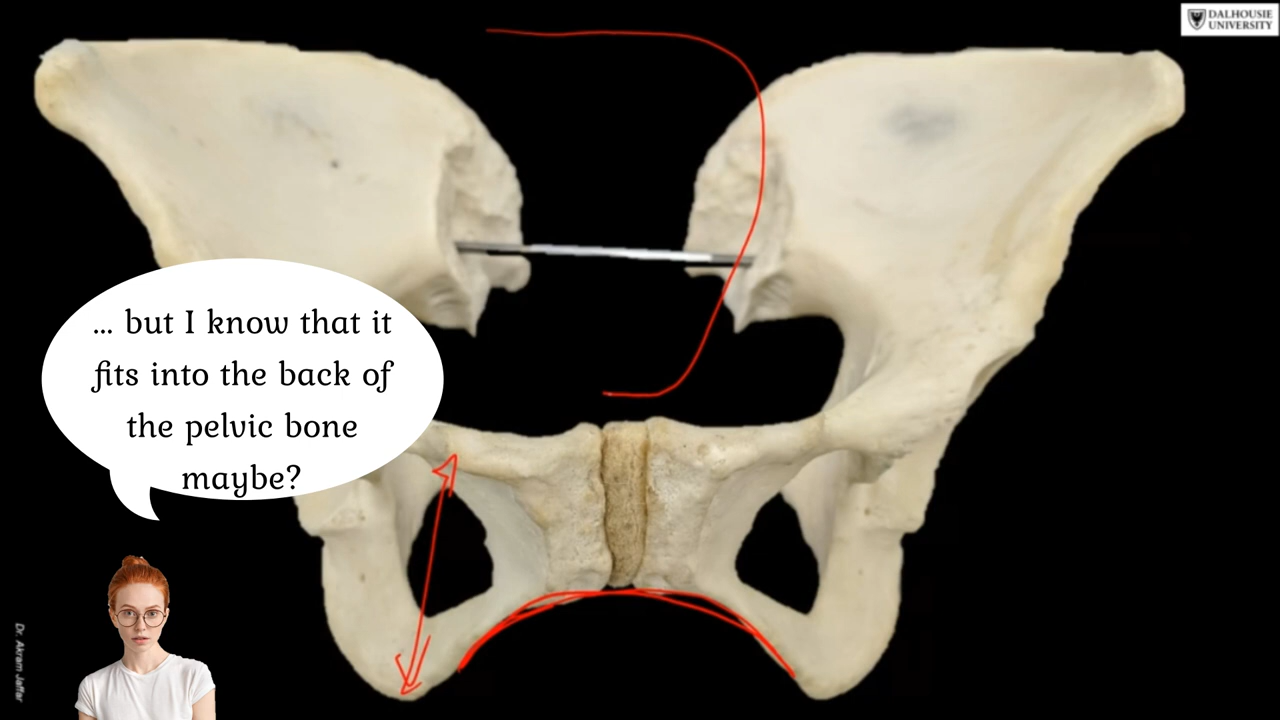 DALHOUSIE
UNIVERSITY
... but I know that it
fits into the back of
the pelvic bone
maybe?
Dr. Akram Jaffar